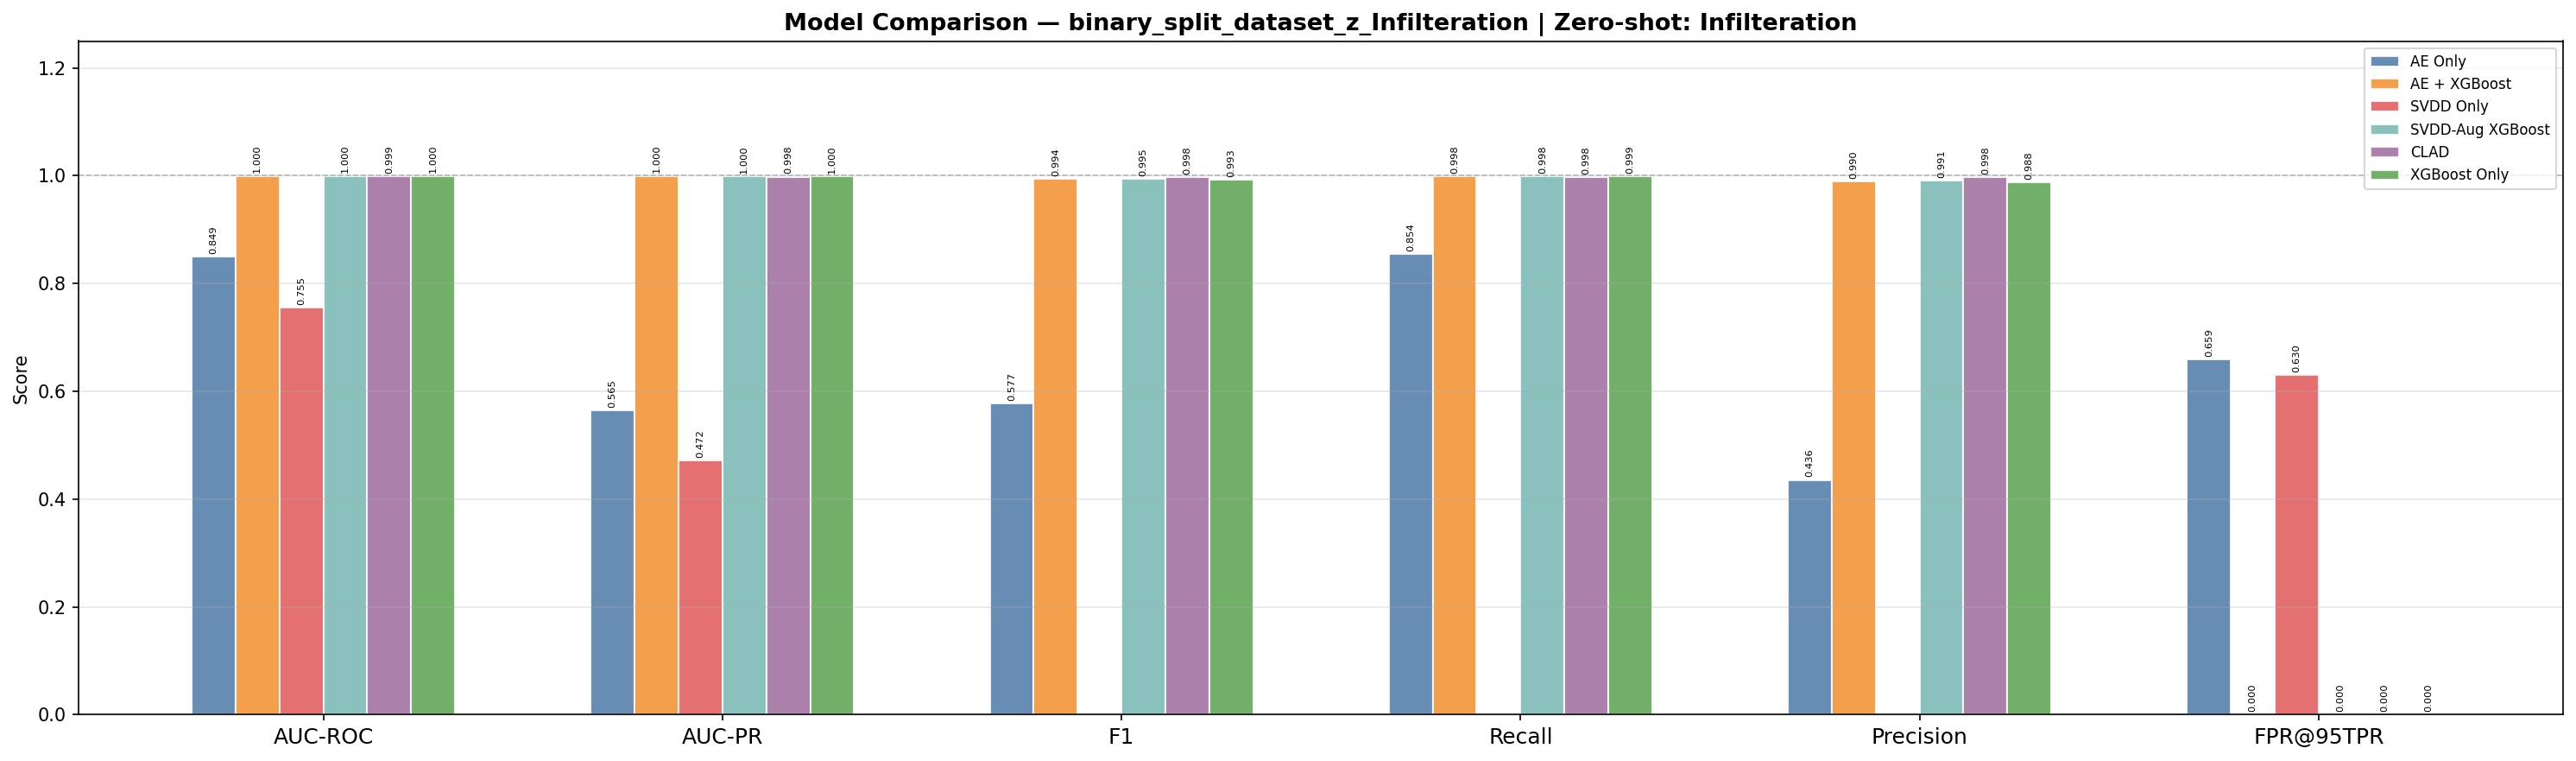 Model Comparison — binary_split_dataset_z_Infilteration | Zero-shot: Infilteration
Score
1.2
1.0
0.8
0.6
0.4
0.2
0.0
AE Only
AE + XGBoost
SVDD Only
SVDD-Aug XGBoost
CLAD
XGBoost Only
0.849
1.000
0.755
1.000
0.999
1.000
0.565
1.000
0.472
1.000
0.998
1.000
0.577
0.994
0.995
0.998
0.993
0.854
0.998
0.998
0.998
0.999
0.436
0.990
0.991
0.998
0.988
0.659
0.000
0.630
0.000
0.000
0.000
AUC-ROC
AUC-PR
F1
Recall
Precision
FPR@95TPR